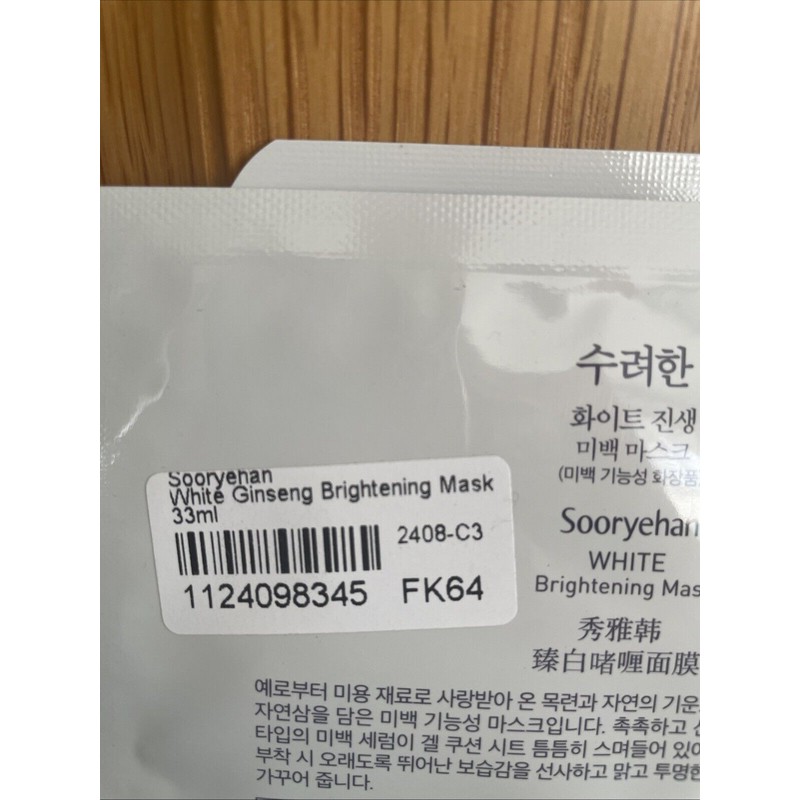 수려한
화이트 진생
미백 마스크
(미백 기능성 화장품)
Sooryehan
WHITE
Brightening Mas
秀雅韩
臻白啫喱面膜
Sooryehan
White Ginseng Brightening Mask
33ml
2408-C3
1124098345 FK64
예로부터 미용 재료로 사랑받아 온 목련과 자연의 기운
자연삼을 담은 미백 기능성 마스크입니다. 촉촉하고
타입의 미백 세럼이 겔 쿠션 시트 틈틈히 스며들어 있어
부착 시 오래도록 뛰어난 보습감을 선사하고 맑고 투명한
가꾸어 줍니다.